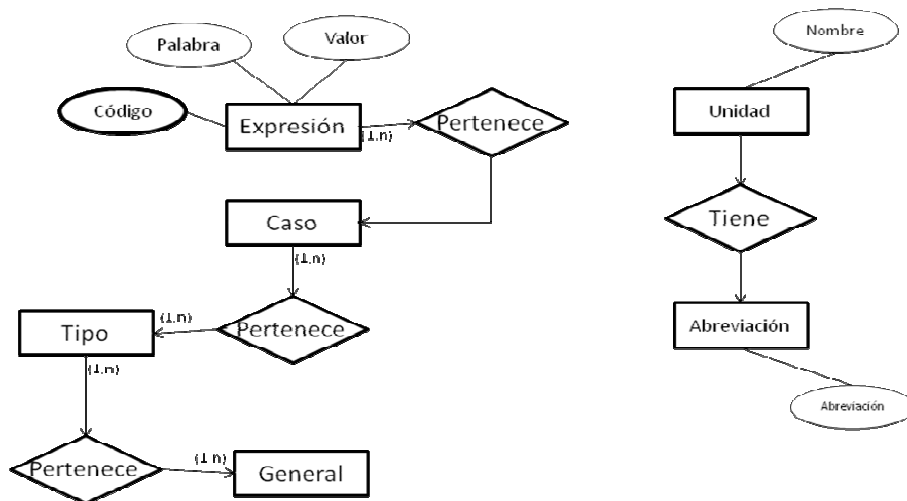 Palabra
Valor
Código
Expresión
(1,n)
Pertenece
Caso
(1,n)
Pertenece
(1,n)
Tipo
(1,n)
Pertenece
(1,n)
General
Nombre
Unidad
Tiene
Abreviación
Abreviación